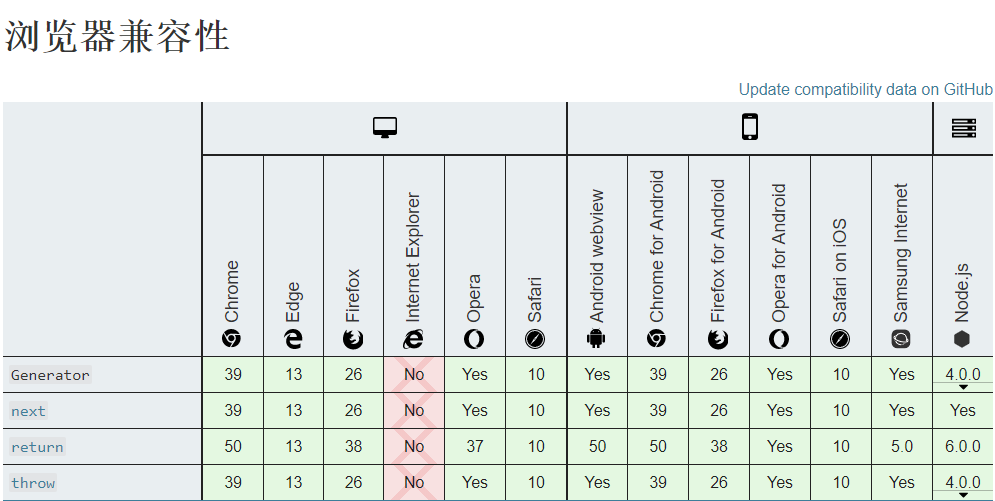 浏览器兼容性
Update compatibility data on GitHub
Chrome
Edge
Firefox
Internet Explorer
Opera
Safari
Android webview
Chrome for Android
Firefox for Android
Opera for Android
Safari on iOS
Samsung Internet
Node.js
Generator 39 13 26 No Yes 10 Yes 39 26 Yes 10 Yes 4.0.0
next 39 13 26 No Yes 10 Yes 39 26 Yes 10 Yes Yes
return 50 13 38 No 37 10 50 50 38 Yes 10 5.0 6.0.0
throw 39 13 26 No Yes 10 Yes 39 26 Yes 10 Yes 4.0.0